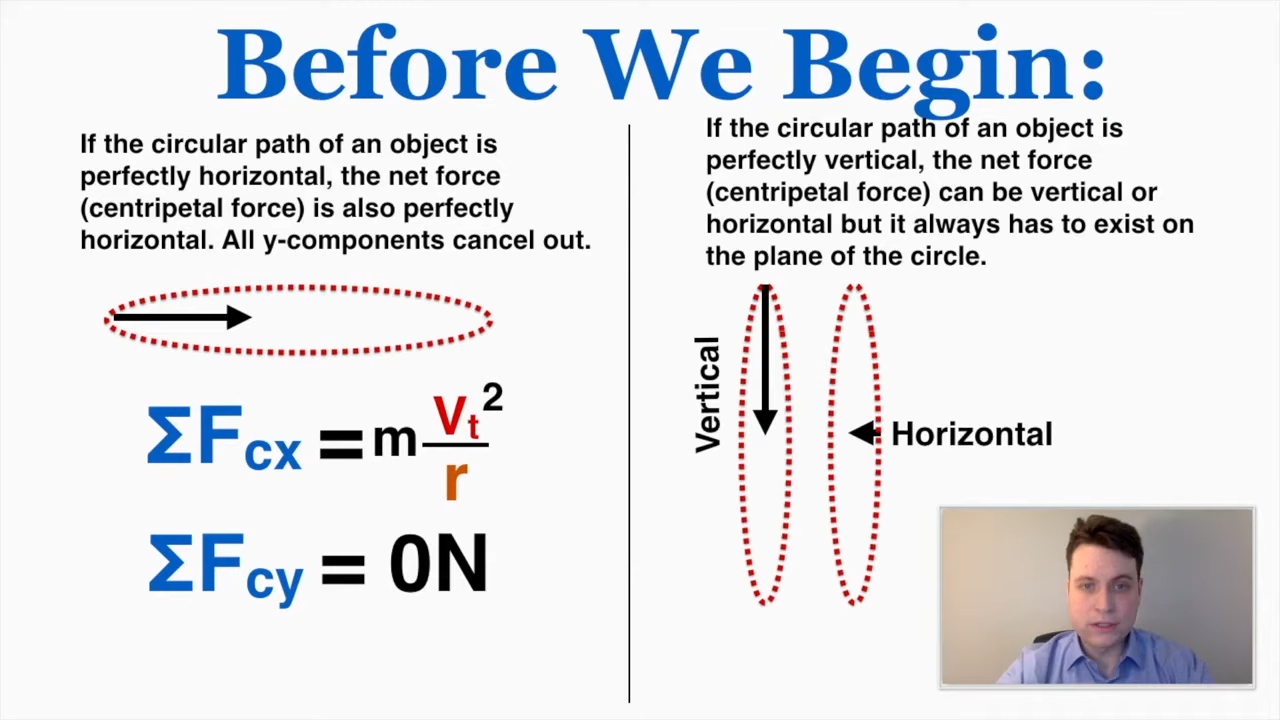 Before We Begin:
If the circular path of an object is
perfectly horizontal, the net force
(centripetal force) is also perfectly
horizontal. All y-components cancel out.
ΣFcx = m Vt² / r
ΣFcy = 0N
If the circular path of an object is
perfectly vertical, the net force
(centripetal force) can be vertical or
horizontal but it always has to exist on
the plane of the circle.
Vertical
Horizontal